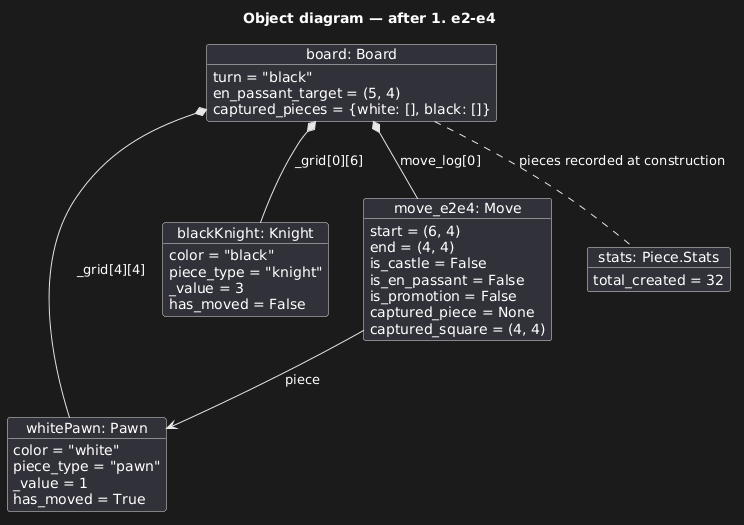 Object diagram — after 1. e2-e4
board: Board
turn = "black"
en_passant_target = (5, 4)
captured_pieces = {white: [], black: []}
_grid[0][6]
move_log[0]
pieces recorded at construction
move_e2e4: Move
start = (6, 4)
end = (4, 4)
is_castle = False
is_en_passant = False
is_promotion = False
captured_piece = None
captured_square = (4, 4)
blackKnight: Knight
color = "black"
piece_type = "knight"
_value = 3
has_moved = False
stats: Piece.Stats
total_created = 32
_grid[4][4]
piece
whitePawn: Pawn
color = "white"
piece_type = "pawn"
_value = 1
has_moved = True